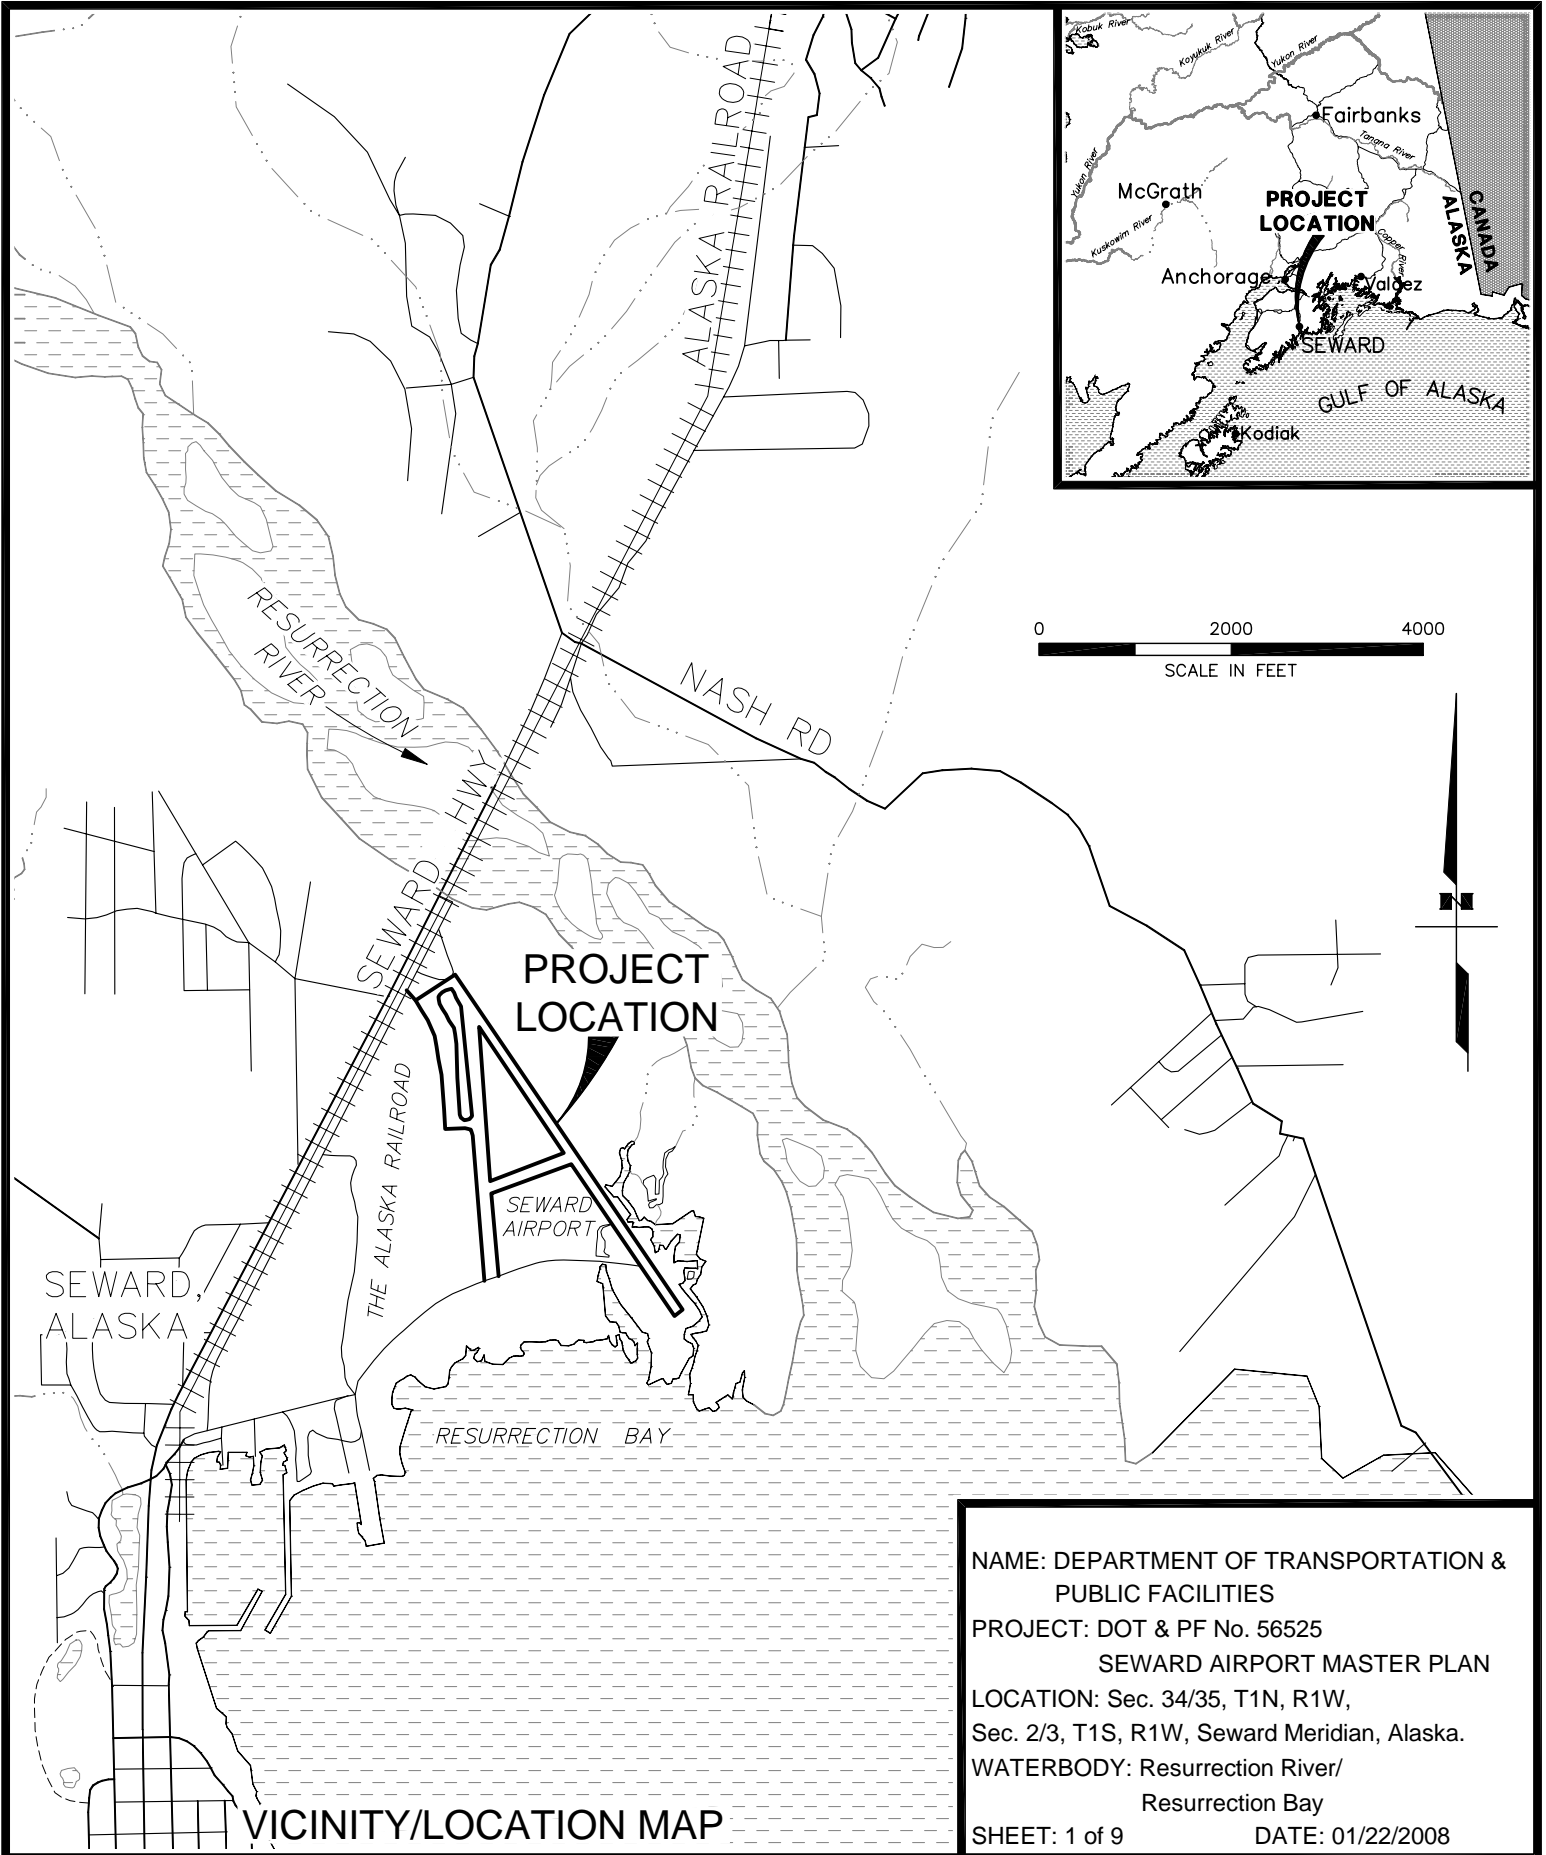 Kobuk River
Koyukuk River
Yukon River
Fairbanks
Tanana River
Yukon River
McGrath
Kuskowim River
PROJECT
LOCATION
Copper River
CANADA
ALASKA
Anchorage
Valdez
SEWARD
GULF OF ALASKA
Kodiak
ALASKA RAILROAD
0 2000 4000
SCALE IN FEET
RESURRECTION
RIVER
NASH RD
SEWARD HWY
N
PROJECT
LOCATION
THE ALASKA RAILROAD
SEWARD
AIRPORT
SEWARD,
ALASKA
RESURRECTION BAY
NAME: DEPARTMENT OF TRANSPORTATION &
PUBLIC FACILITIES
PROJECT: DOT & PF No. 56525
SEWARD AIRPORT MASTER PLAN
LOCATION: Sec. 34/35, T1N, R1W,
Sec. 2/3, T1S, R1W, Seward Meridian, Alaska.
WATERBODY: Resurrection River/
Resurrection Bay
SHEET: 1 of 9 DATE: 01/22/2008
VICINITY/LOCATION MAP